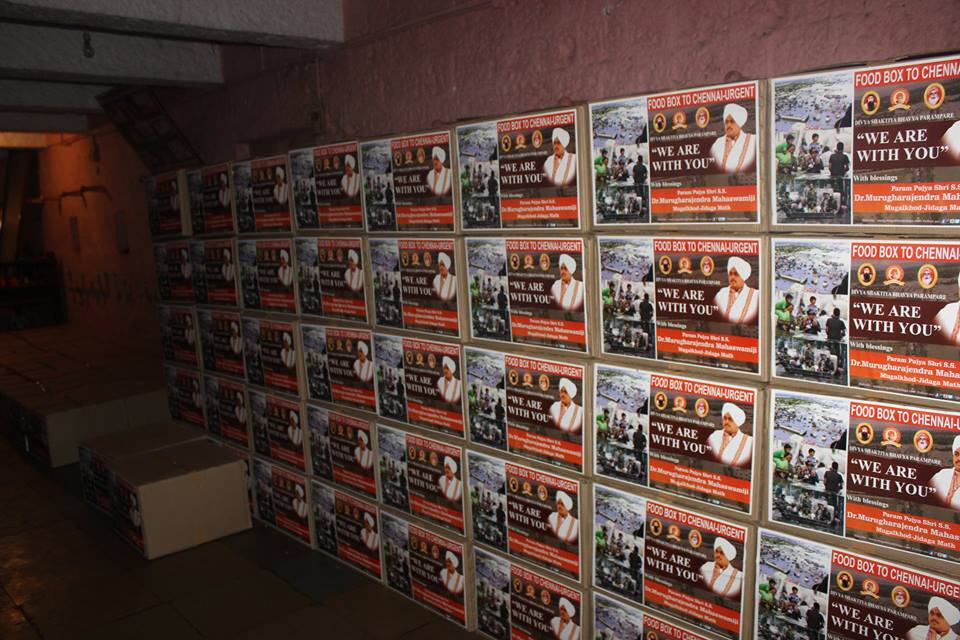 FOOD BOX TO CHENNAI-URGENT
DIVYA SHAKTIYA BHAVYA PARAMPARE
“WE ARE
WITH YOU”
With blessings
Param Pujya Shri S.S.
Dr.Murugharajendra Mahaswamiji
Mugalkhod-Jidaga Math